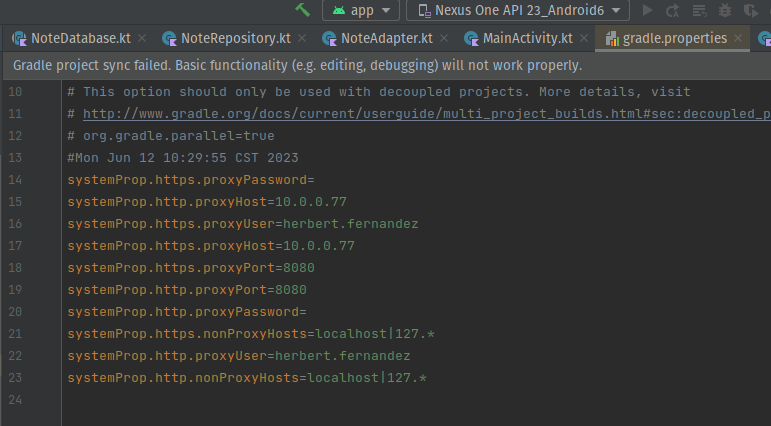 app
Nexus One API 23_Android6
NoteDatabase.kt
NoteRepository.kt
NoteAdapter.kt
MainActivity.kt
gradle.properties
Gradle project sync failed. Basic functionality (e.g. editing, debugging) will not work properly.
10 # This option should only be used with decoupled projects. More details, visit
11 # http://www.gradle.org/docs/current/userguide/multi_project_builds.html#sec:decoupled_p
12 # org.gradle.parallel=true
13 #Mon Jun 12 10:29:55 CST 2023
14 systemProp.https.proxyPassword=
15 systemProp.http.proxyHost=10.0.0.77
16 systemProp.https.proxyUser=herbert.fernandez
17 systemProp.https.proxyHost=10.0.0.77
18 systemProp.https.proxyPort=8080
19 systemProp.http.proxyPort=8080
20 systemProp.http.proxyPassword=
21 systemProp.https.nonProxyHosts=localhost|127.*
22 systemProp.http.proxyUser=herbert.fernandez
23 systemProp.http.nonProxyHosts=localhost|127.*
24